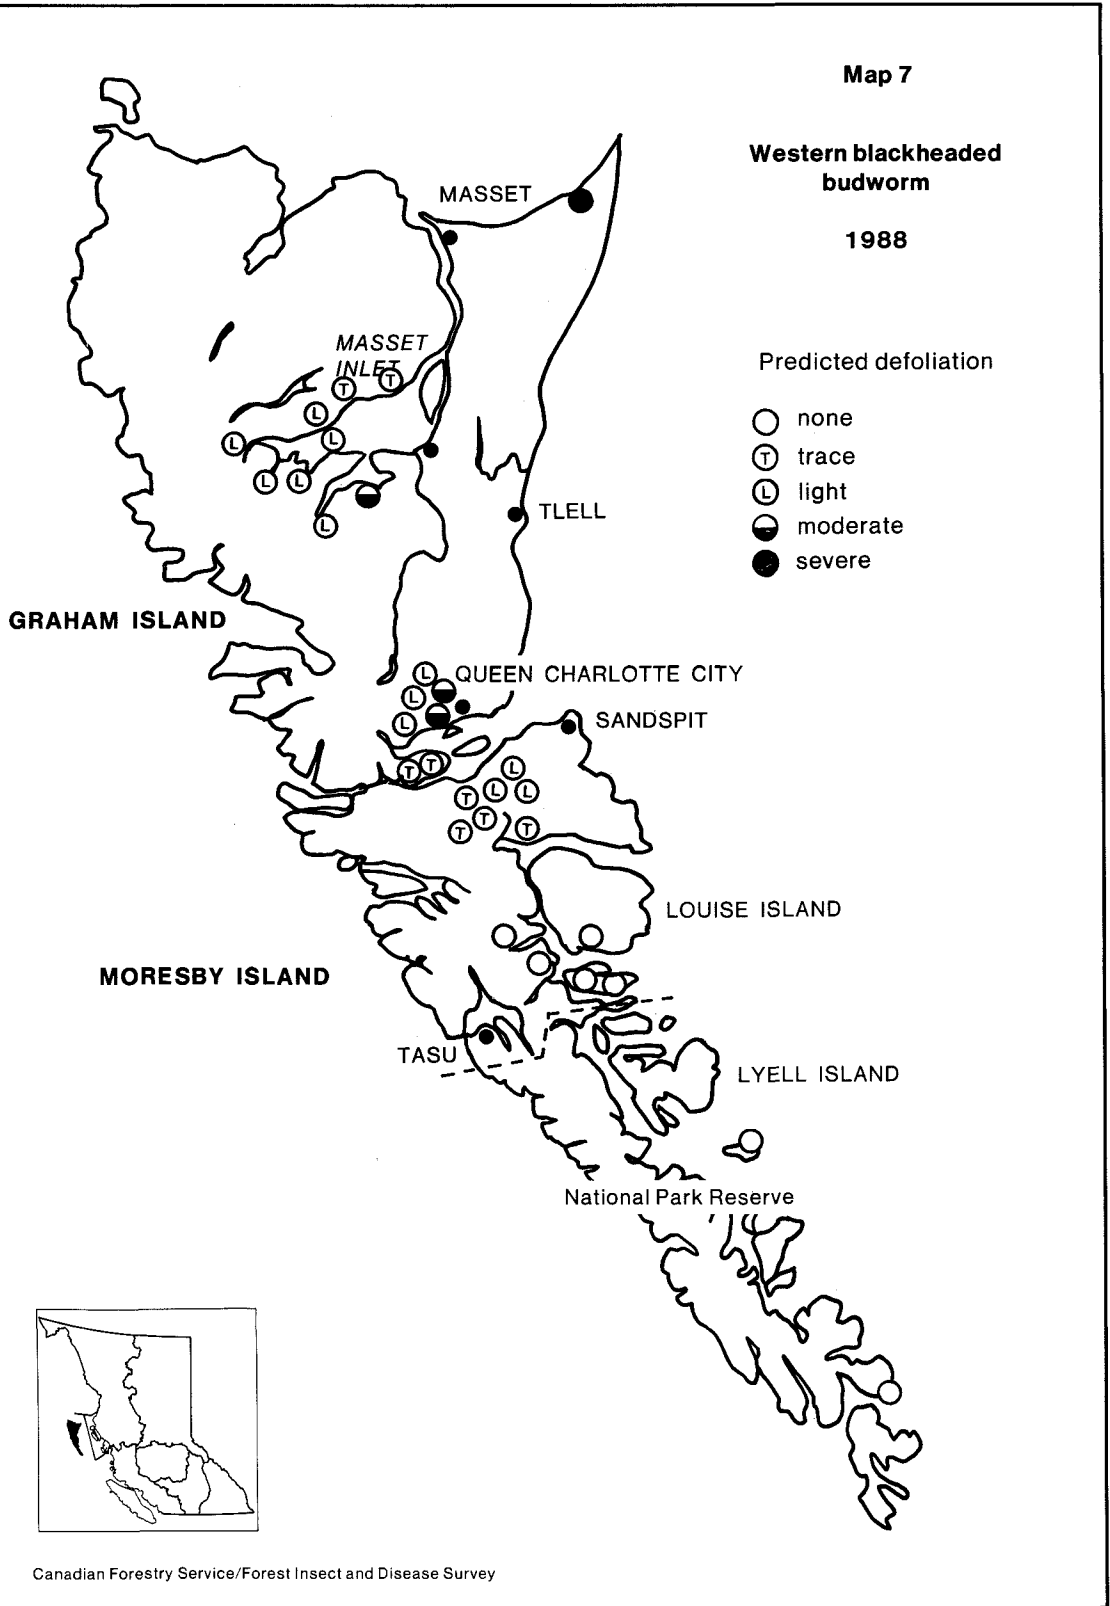 Map 7
Western blackheaded
budworm
1988
MASSET
MASSET
INLET
Predicted defoliation
none
T trace
L light
moderate
severe
T
T
L
L
L
L
L
L
TLELL
GRAHAM ISLAND
L
QUEEN CHARLOTTE CITY
L
L
SANDSPIT
T
T
L
T
L
L
T
T
T
LOUISE ISLAND
MORESBY ISLAND
TASU
LYELL ISLAND
National Park Reserve
Canadian Forestry Service/Forest Insect and Disease Survey